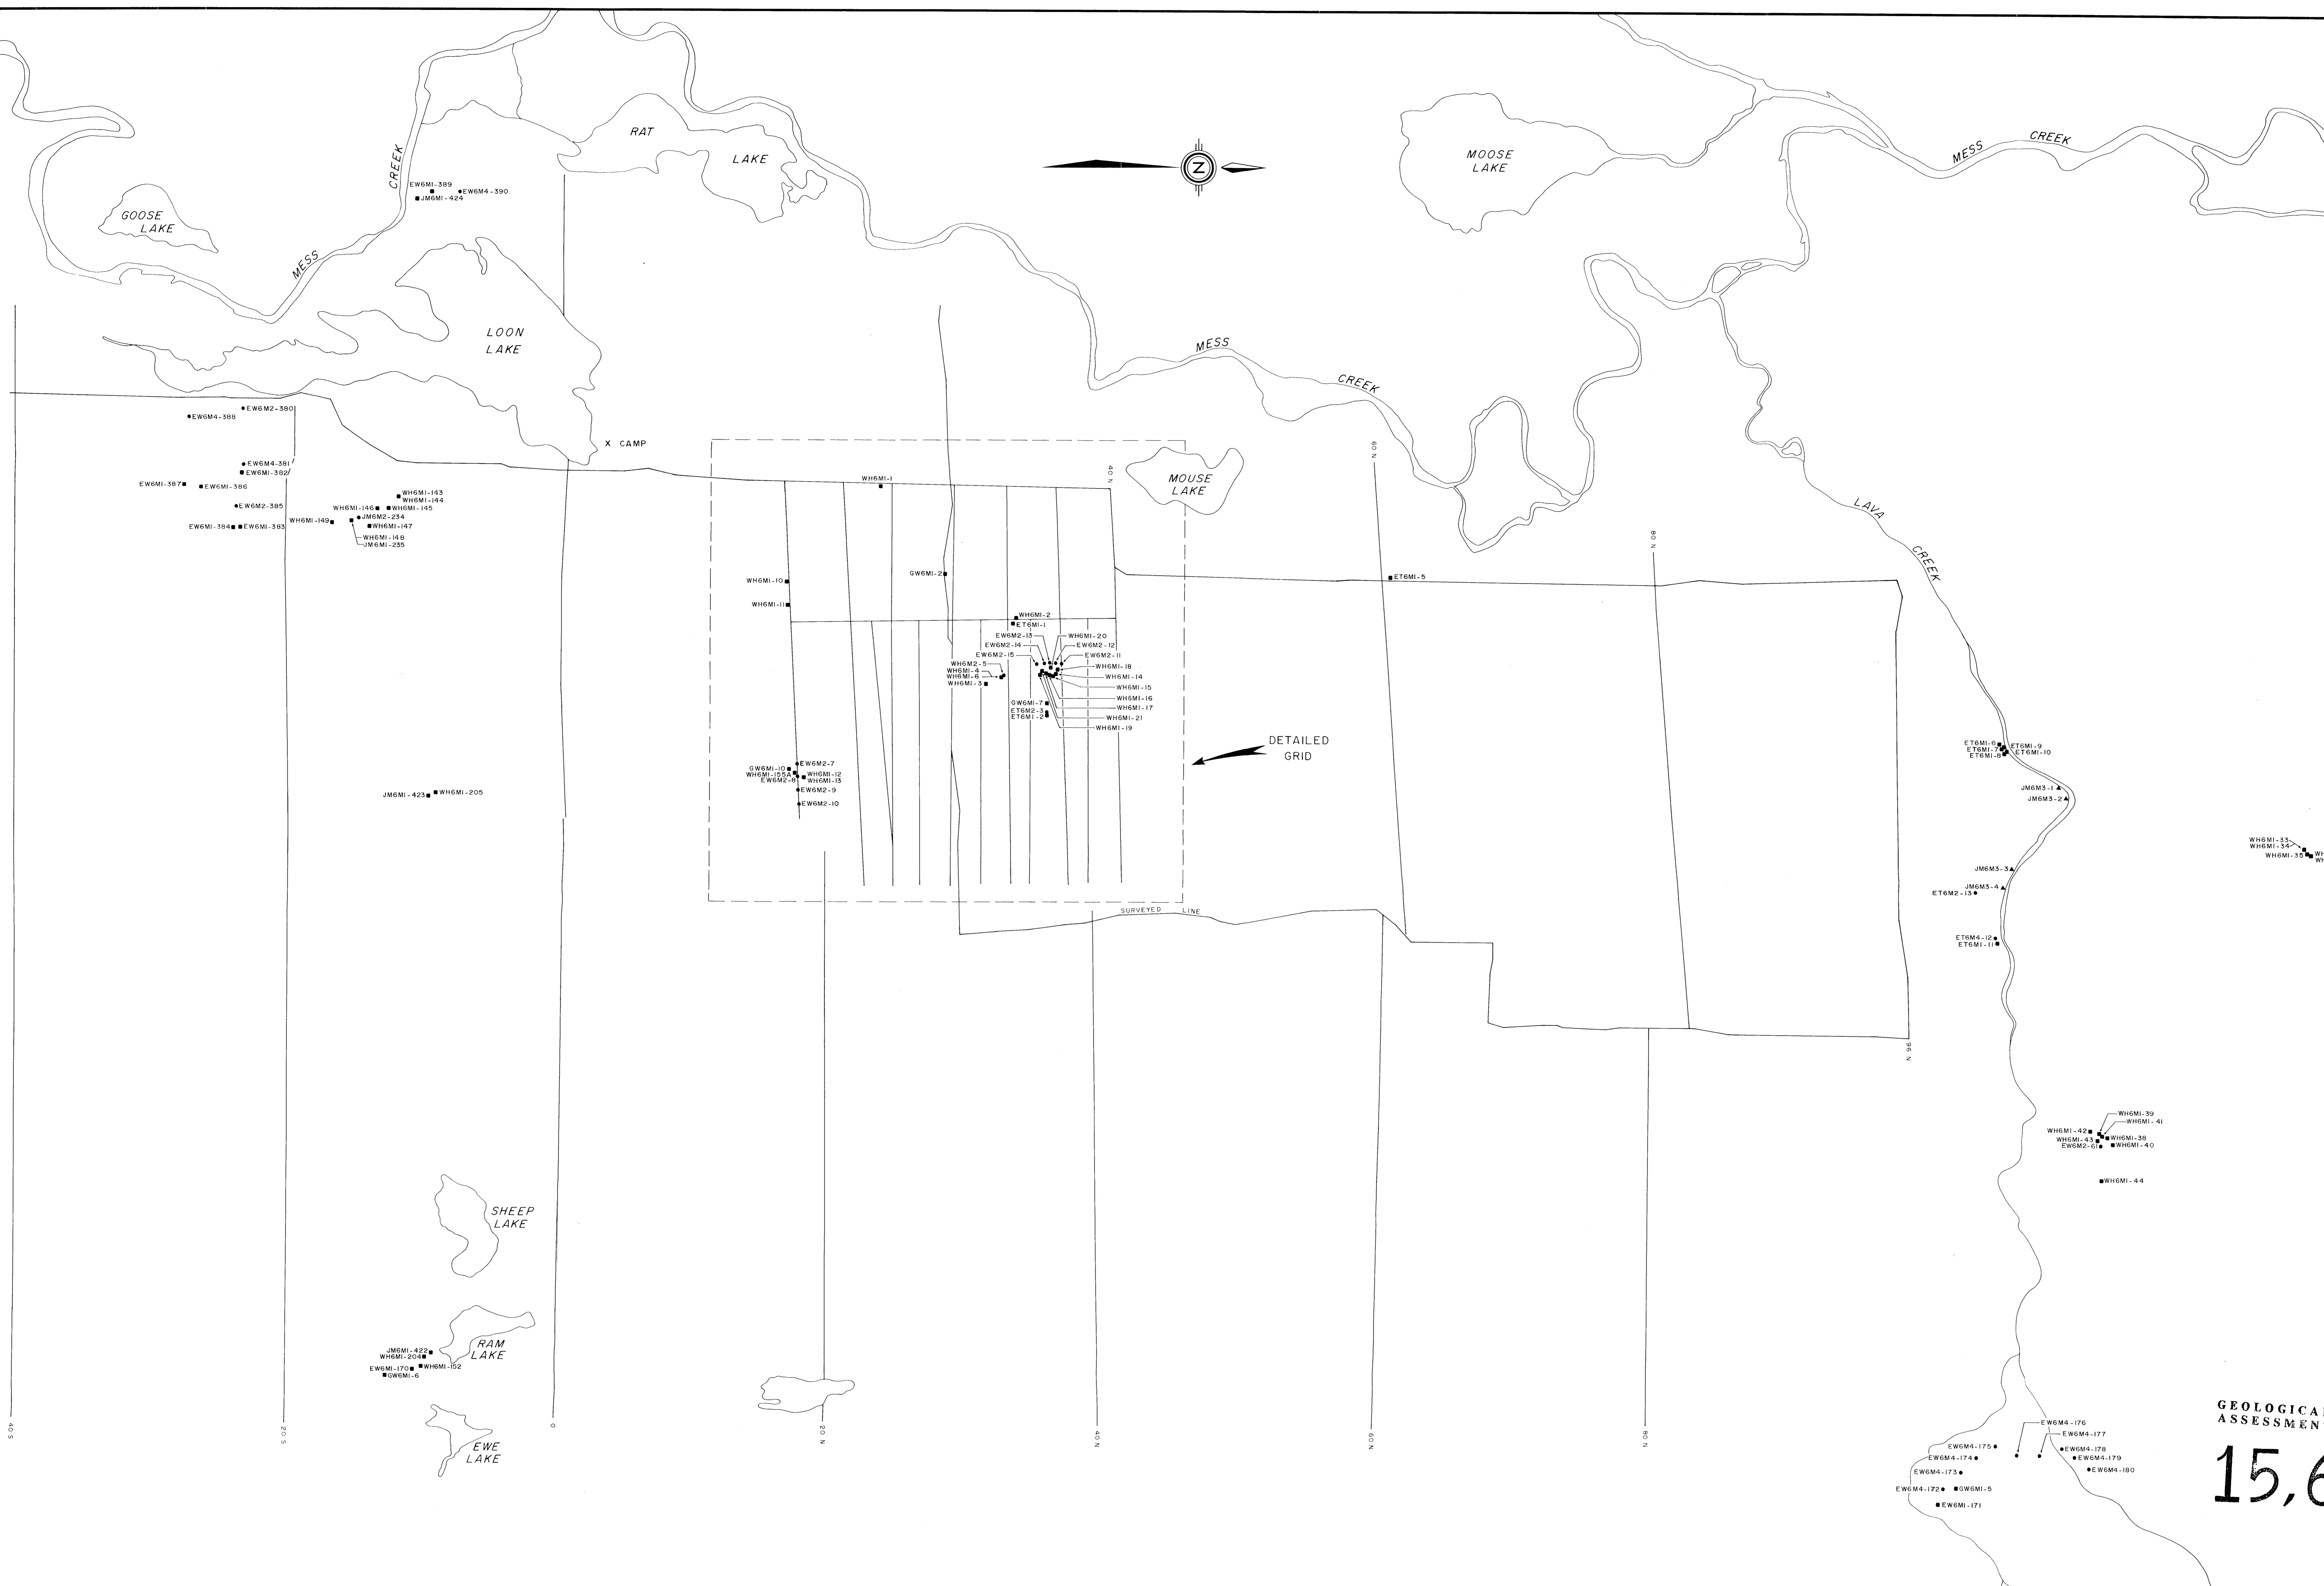 RAT
LAKE
CREEK
MESS
CREEK
MOOSE
LAKE
Z
EW6M1-389
EW6M4-390
JM6M1-424
GOOSE
LAKE
MESS
LOON
LAKE
MESS
CREEK
EW6M2-380
EW6M4-388
X CAMP
60 N
40 N
EW6M4-381
EW6M1-382
EW6M1-387
EW6M1-386
MOUSE
LAKE
WH6M1-1
WH6M1-143
WH6M1-144
WH6M1-146
WH6M1-145
EW6M2-385
JM6M2-234
WH6M1-149
EW6M1-384
EW6M1-383
WH6M1-147
WH6M1-148
JM6M1-235
LAVA
CREEK
80 N
GW6M1-2
ET6M1-5
WH6M1-10
WH6M1-11
WH6M1-2
ET6M1-1
EW6M2-13
WH6M1-20
EW6M2-14
EW6M2-12
EW6M2-15
EW6M2-11
WH6M2-5
WH6M1-18
WH6M1-4
WH6M1-6
WH6M1-14
WH6M1-3
WH6M1-15
WH6M1-16
GW6M1-7
WH6M1-17
ET6M2-3
ET6M1-2
WH6M1-21
WH6M1-19
DETAILED
GRID
ET6M1-6
ET6M1-9
ET6M1-7
ET6M1-10
ET6M1-8
EW6M2-7
GW6M1-10
WH6M1-155A
WH6M1-12
EW6M2-8
WH6M1-13
EW6M2-9
EW6M2-10
JM6M1-423
WH6M1-205
JM6M3-1
JM6M3-2
WH6M1-33
WH6M1-34
WH6M1-35
WH
WH
JM6M3-3
JM6M3-4
ET6M2-13
SURVEYED LINE
ET6M4-12
ET6M1-11
96 N
WH6M1-39
WH6M1-41
WH6M1-42
WH6M1-38
WH6M1-43
WH6M1-40
EW6M2-61
WH6M1-44
SHEEP
LAKE
RAM
LAKE
JM6M1-422
WH6M1-204
EW6M1-170
WH6M1-152
GW6M1-6
EWE
LAKE
40 S
20 S
0
20 N
40 N
60 N
80 N
GEOLOGICA
ASSESSMEN
15,6
EW6M4-176
EW6M4-177
EW6M4-175
EW6M4-178
EW6M4-174
EW6M4-179
EW6M4-173
EW6M4-180
EW6M4-172
GW6M1-5
EW6M1-171